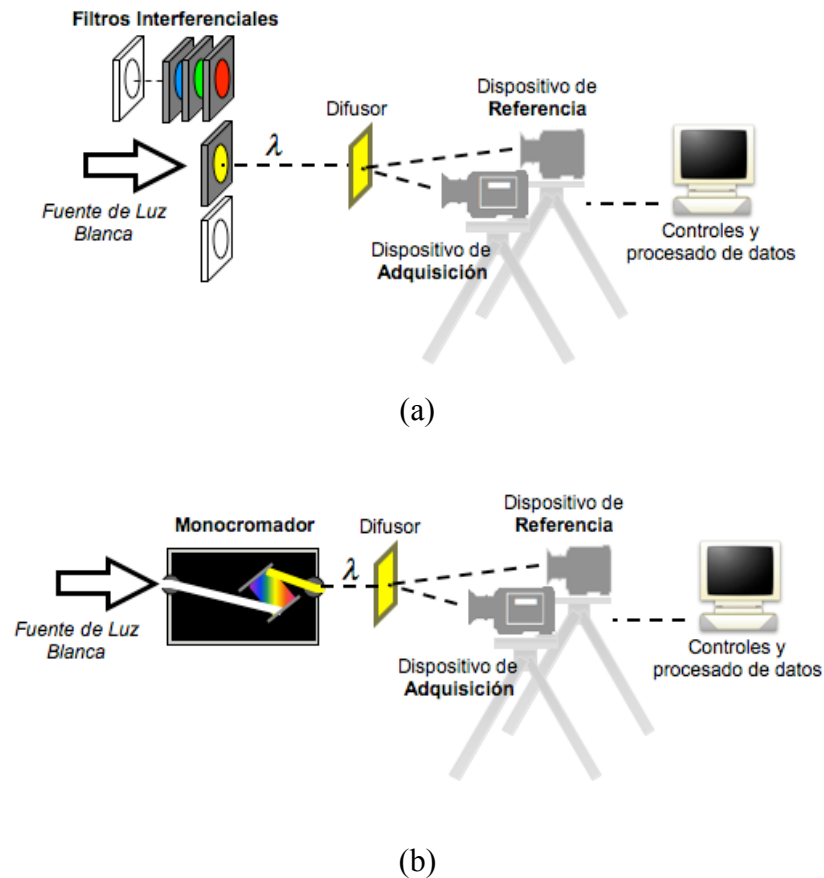 Filtros Interferenciales
Dispositivo de
Referencia
Difusor
λ
Fuente de Luz
Blanca
Dispositivo de
Adquisición
Controles y
procesado de datos
(a)
Dispositivo de
Referencia
Monocromador
Difusor
λ
Fuente de Luz
Blanca
Dispositivo de
Adquisición
Controles y
procesado de datos
(b)